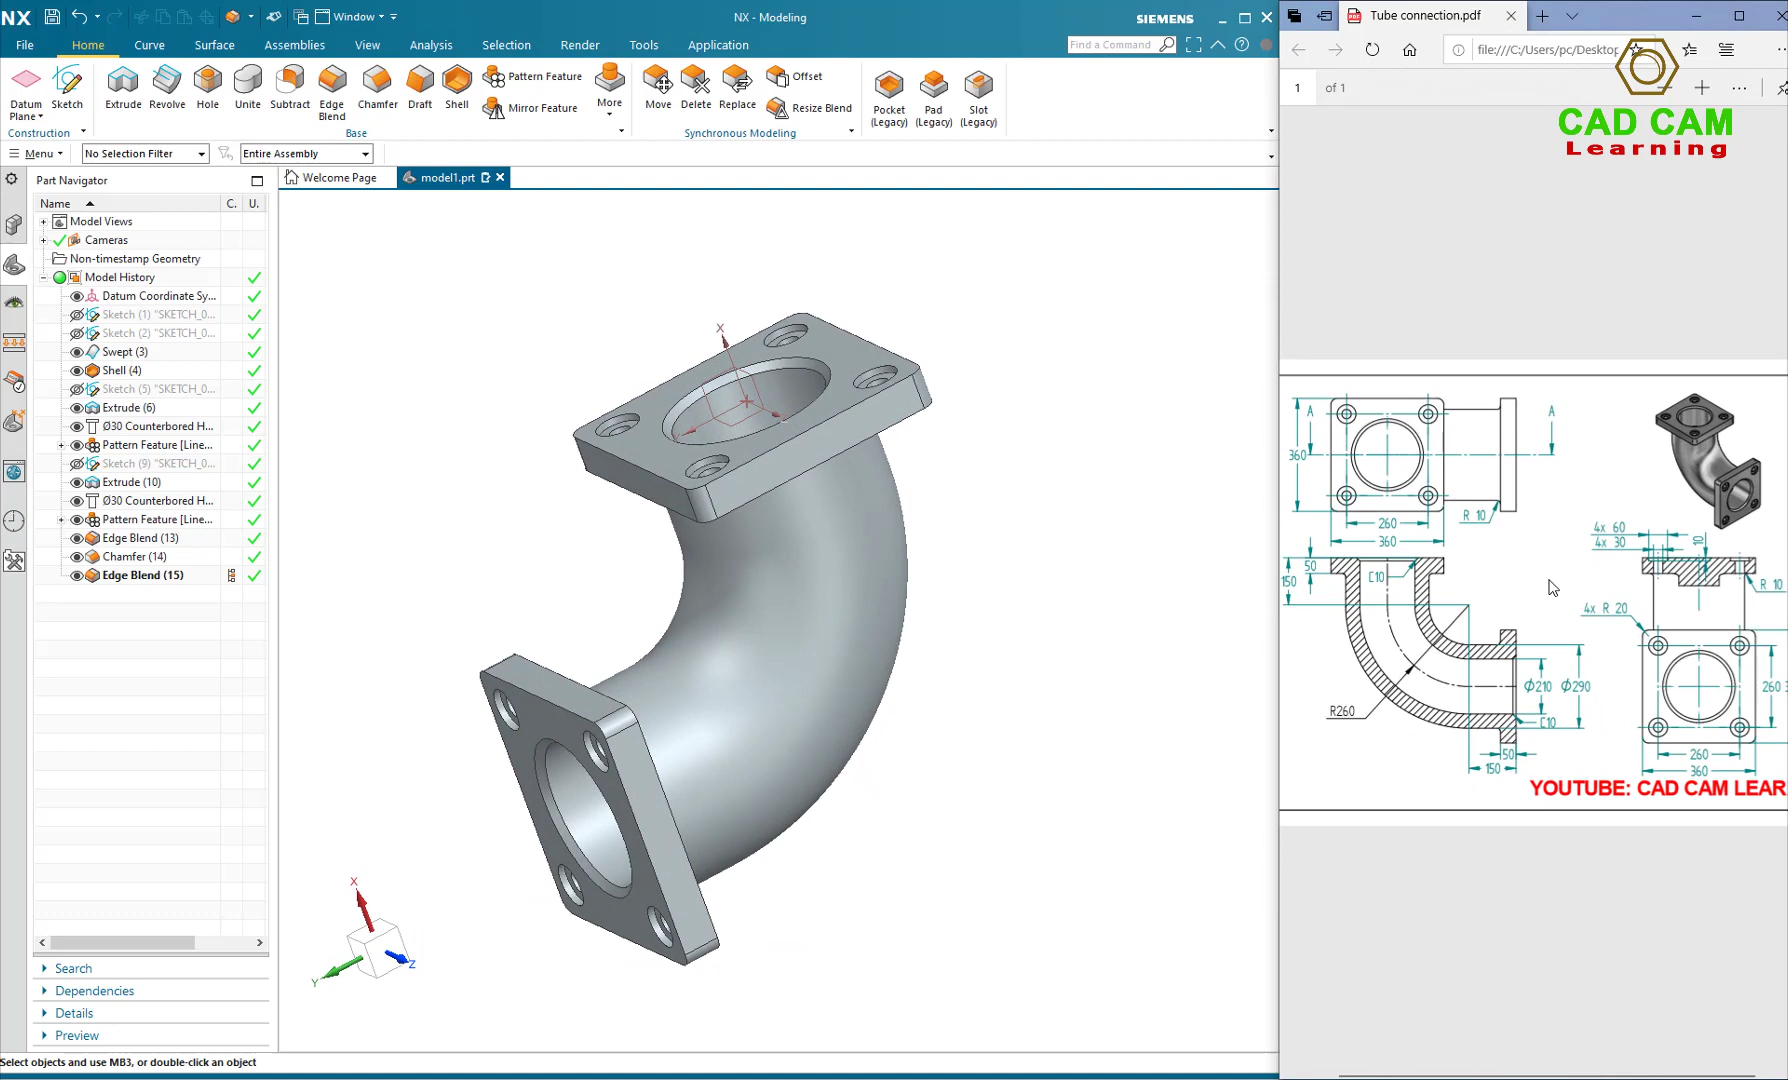 NX
Window
NX - Modeling
SIEMENS
File
Home
Curve
Surface
Assemblies
Analysis
View
Selection
Render
Tools
Application
Find a Command
Datum Plane
Sketch
Extrude
Revolve
Hole
Unite
Subtract
Edge Blend
Chamfer
Draft
Shell
Pattern Feature
Mirror Feature
More
Move
Delete
Replace
Offset
Resize Blend
Pocket (Legacy)
Pad (Legacy)
Slot (Legacy)
Construction
Base
Synchronous Modeling
Menu
No Selection Filter
Entire Assembly
Part Navigator
Welcome Page
model1.prt
Name
C.
U.
Model Views
Cameras
Non-timestamp Geometry
Model History
Datum Coordinate Sy...
Sketch (1) "SKETCH_0...
Sketch (2) "SKETCH_0...
Swept (3)
Shell (4)
Sketch (5) "SKETCH_0...
Extrude (6)
Ø30 Counterbored H...
Pattern Feature [Line...
Sketch (9) "SKETCH_0...
Extrude (10)
Ø30 Counterbored H...
Pattern Feature [Line...
Edge Blend (13)
Chamfer (14)
Edge Blend (15)
Search
Dependencies
Details
Preview
Select objects and use MB3, or double-click an object
X
X
Y
Z
Tube connection.pdf
file:///C:/Users/pc/Desktop
1
of 1
CAD CAM
Learning
A
A
360
260
360
R 10
50
150
C10
R260
Ø210
Ø290
C10
50
150
4x 60
4x 30
10
R 10
4x R 20
260
260
360
YOUTUBE: CAD CAM LEAR